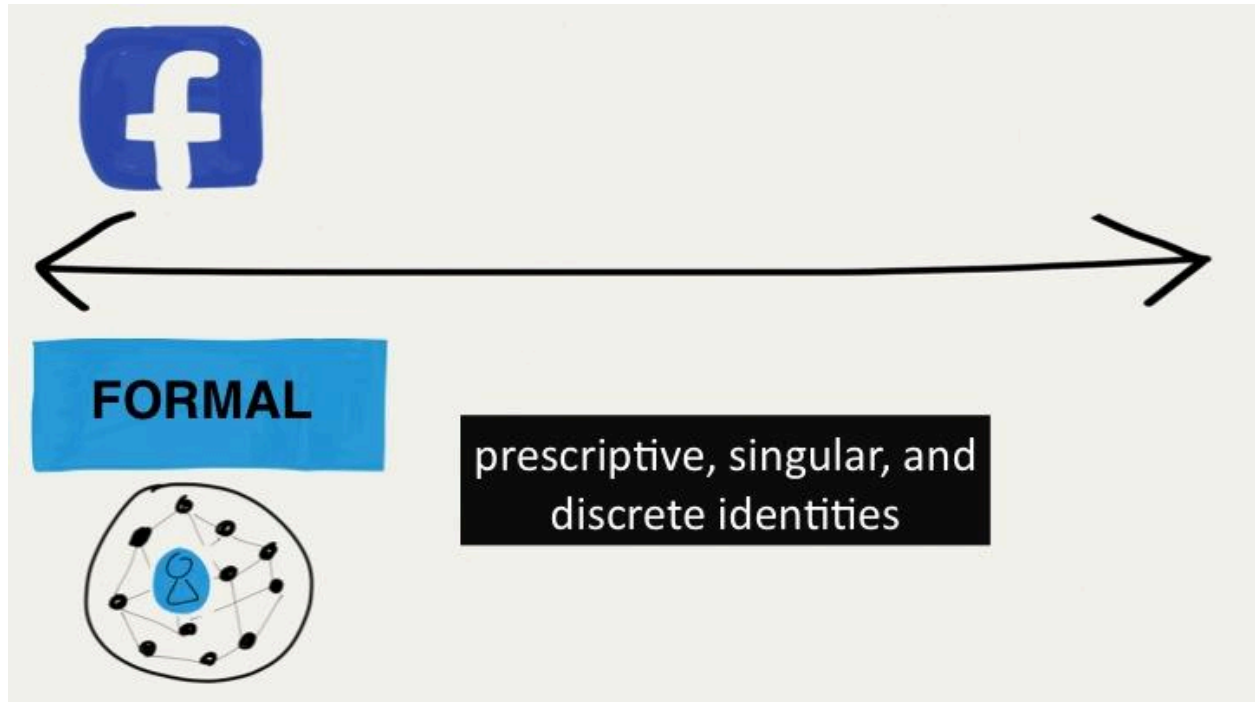 f
FORMAL
prescriptive, singular, and
discrete identities